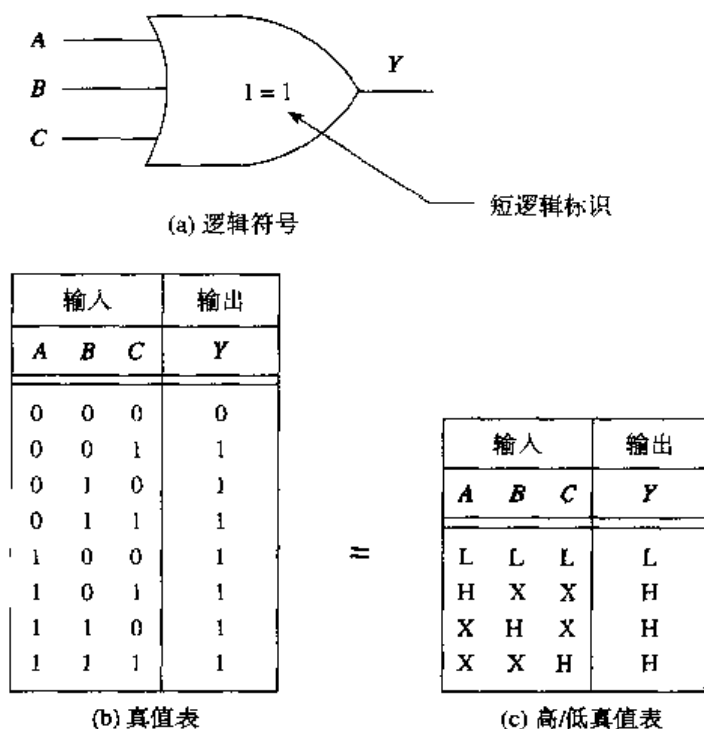 A
B
C
1 = 1
Y
短逻辑标识
(a) 逻辑符号
输入 输出
A B C Y
0 0 0 0
0 0 1 1
0 1 0 1
0 1 1 1
1 0 0 1
1 0 1 1
1 1 0 1
1 1 1 1
(b) 真值表
=
输入 输出
A B C Y
L L L L
H X X H
X H X H
X X H H
(c) 高/低真值表